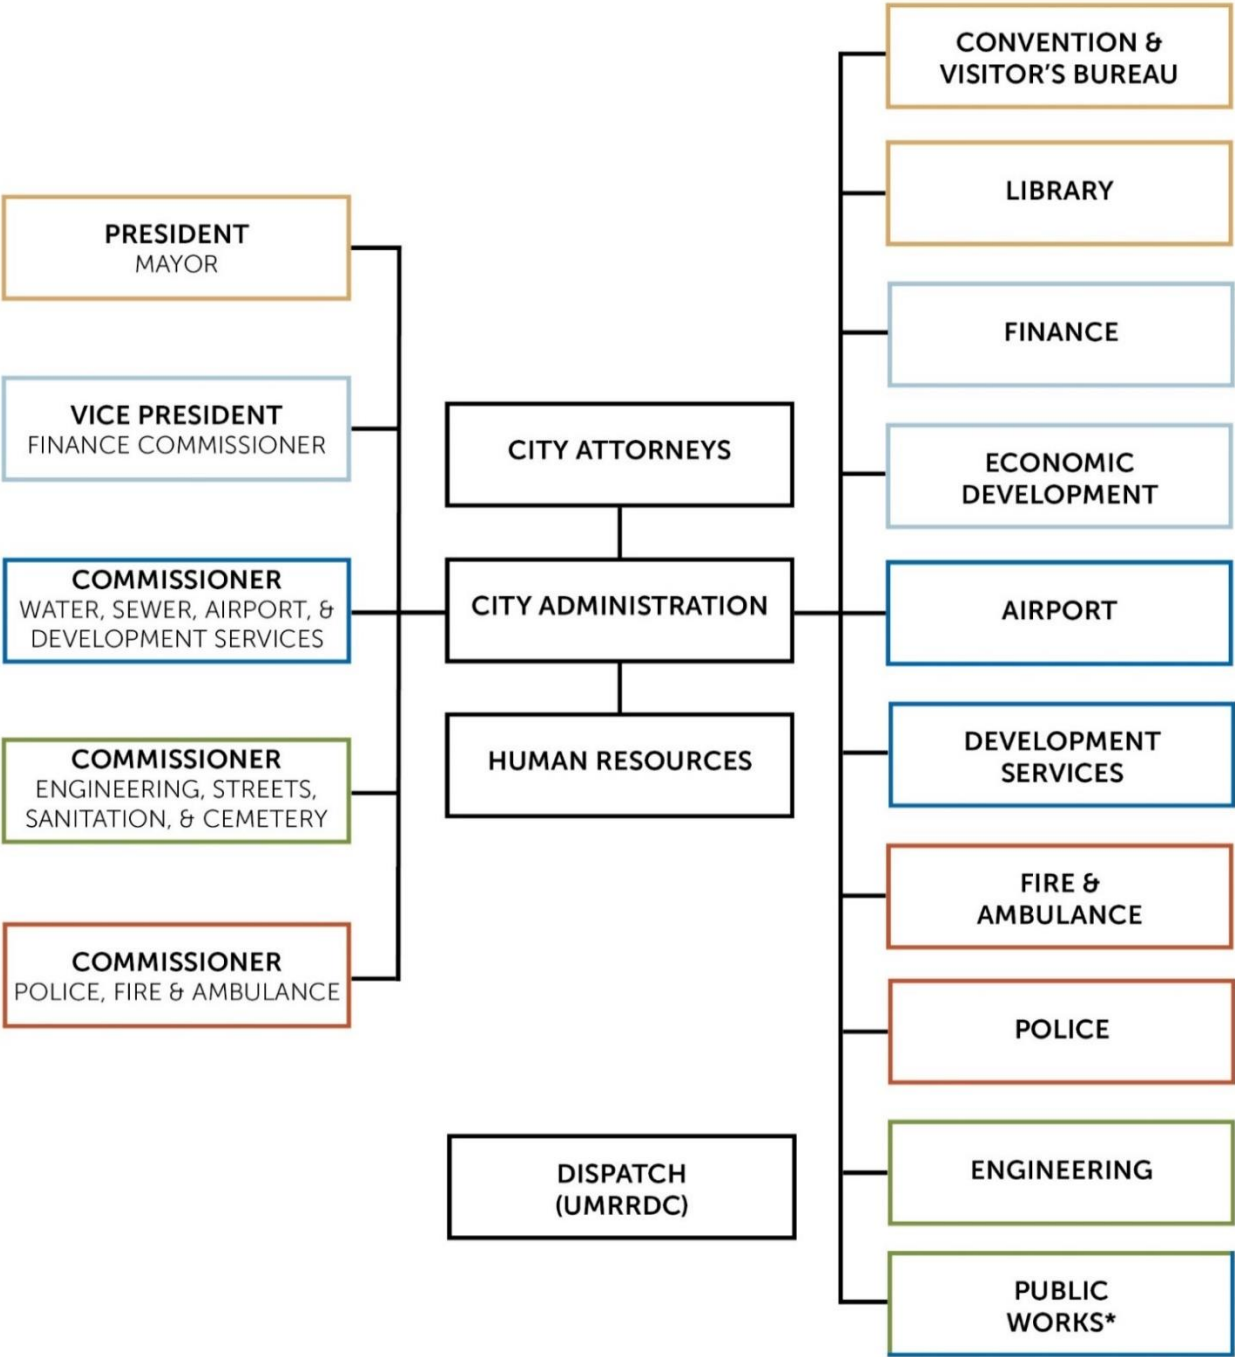 PRESIDENT
MAYOR
VICE PRESIDENT
FINANCE COMMISSIONER
COMMISSIONER
WATER, SEWER, AIRPORT, &
DEVELOPMENT SERVICES
COMMISSIONER
ENGINEERING, STREETS,
SANITATION, & CEMETERY
COMMISSIONER
POLICE, FIRE & AMBULANCE
CITY ATTORNEYS
CITY ADMINISTRATION
HUMAN RESOURCES
DISPATCH
(UMRRDC)
CONVENTION &
VISITOR'S BUREAU
LIBRARY
FINANCE
ECONOMIC
DEVELOPMENT
AIRPORT
DEVELOPMENT
SERVICES
FIRE &
AMBULANCE
POLICE
ENGINEERING
PUBLIC
WORKS*